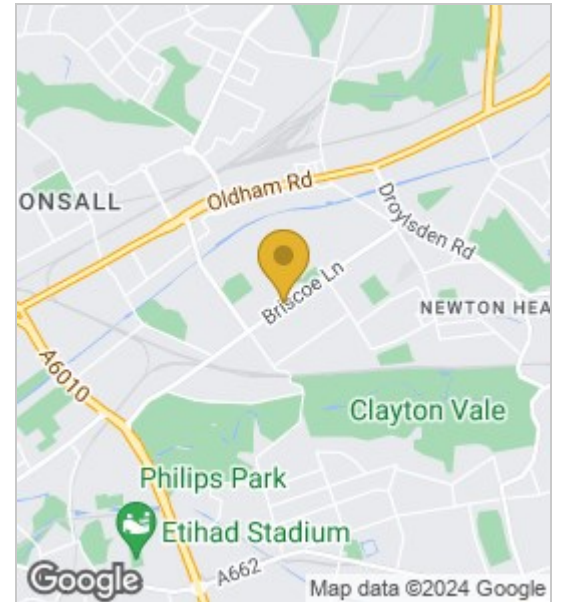 Oldham Rd
ONSALL
Droylsden Rd
Briscoe Ln
NEWTON HEA
A6010
Clayton Vale
Philips Park
Etihad Stadium
A662
Google
Map data ©2024 Google